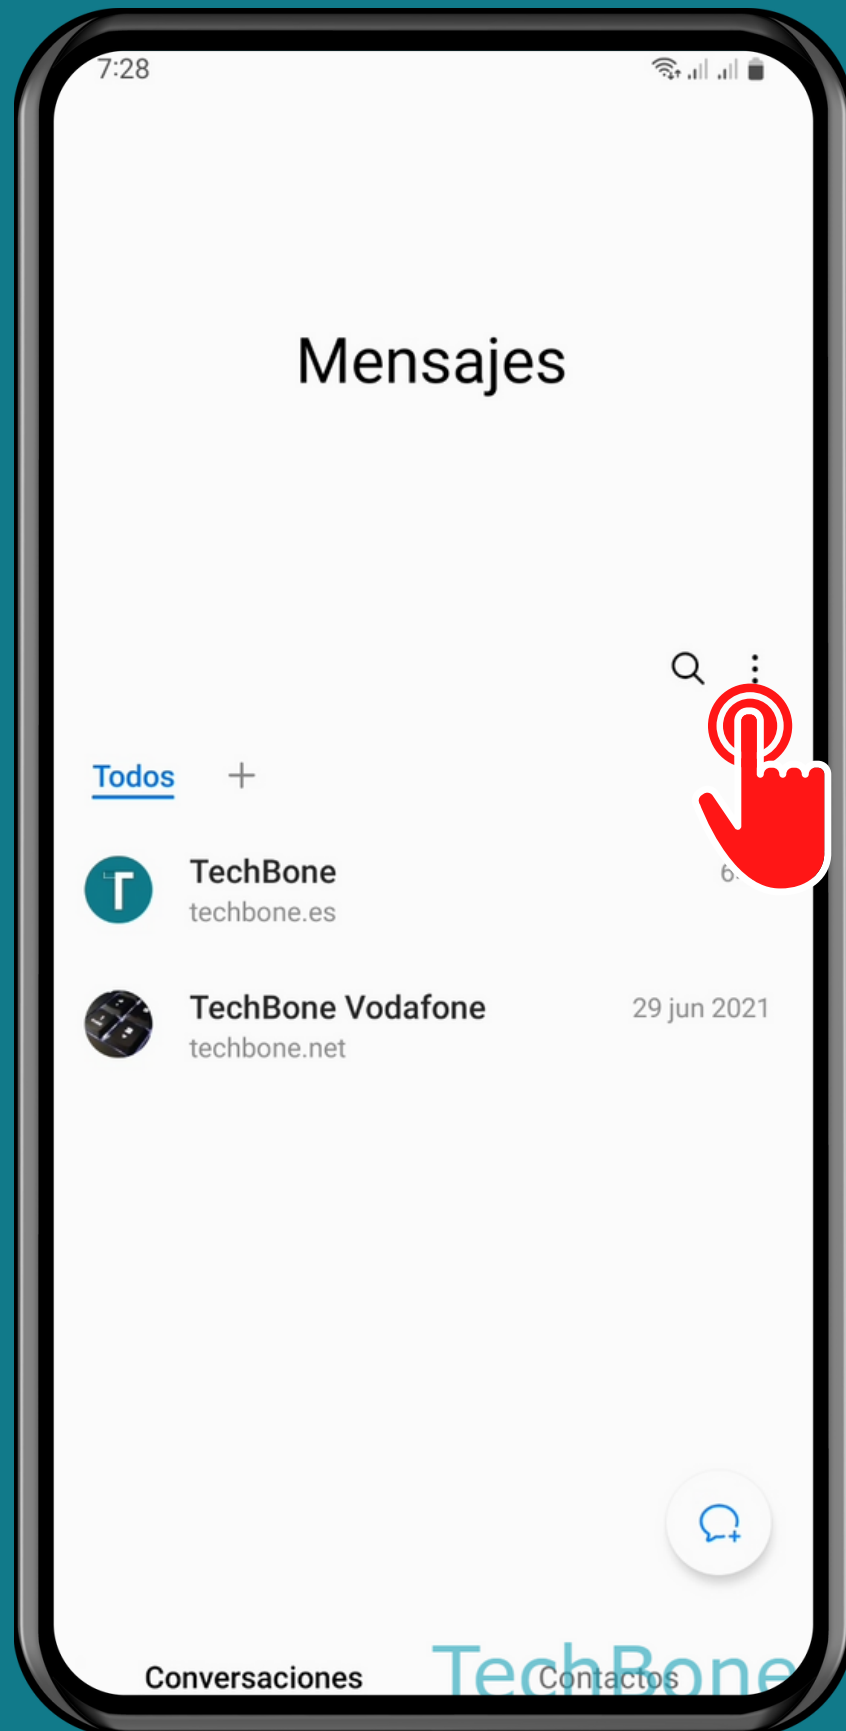 7:28
Mensajes
Todos
T
TechBone
techbone.es
TechBone Vodafone
29 jun 2021
techbone.net
TechBone
Conversaciones
Contactos